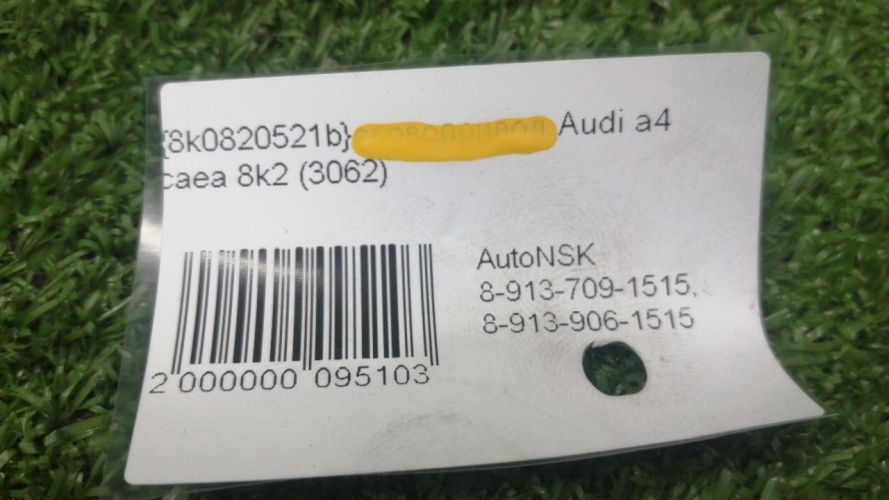 {8k0820521b} Audi a4
caea 8k2 (3062)
AutoNSK
8-913-709-1515,
8-913-906-1515
2 000000 095103